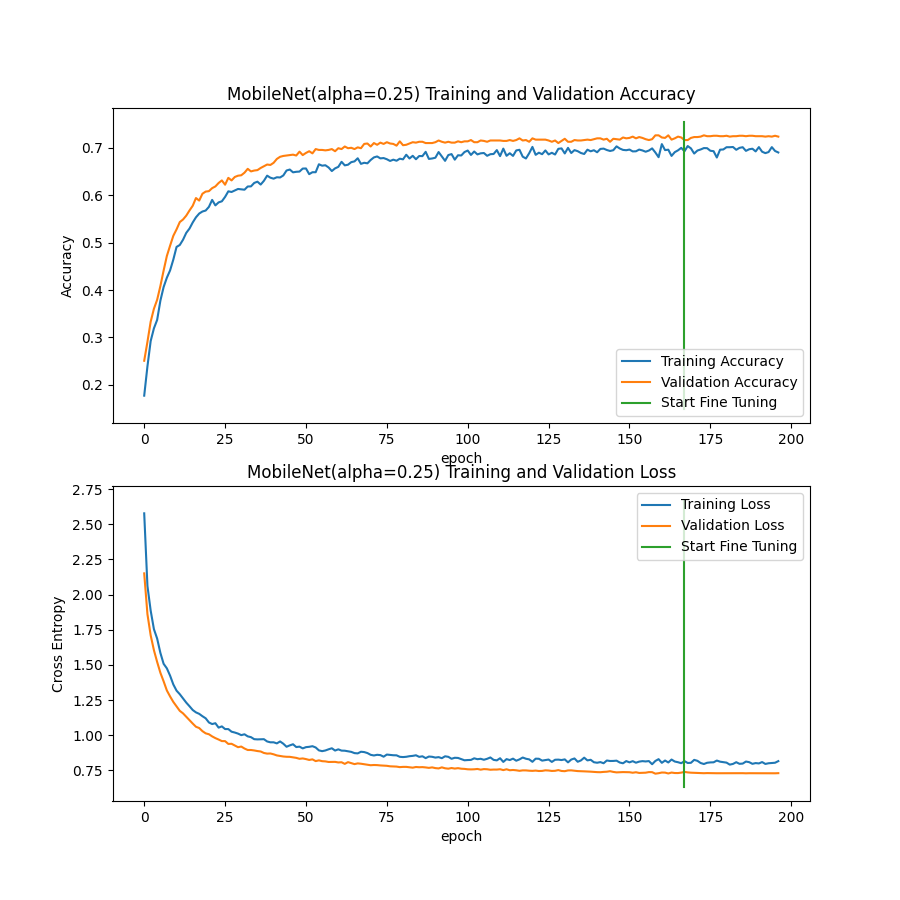 MobileNet(alpha=0.25) Training and Validation Accuracy
Accuracy
0.7
0.6
0.5
0.4
0.3
0.2
Training Accuracy
Validation Accuracy
Start Fine Tuning
0 25 50 75 100 125 150 175 200
epoch
MobileNet(alpha=0.25) Training and Validation Loss
Cross Entropy
2.75
2.50
2.25
2.00
1.75
1.50
1.25
1.00
0.75
Training Loss
Validation Loss
Start Fine Tuning
0 25 50 75 100 125 150 175 200
epoch